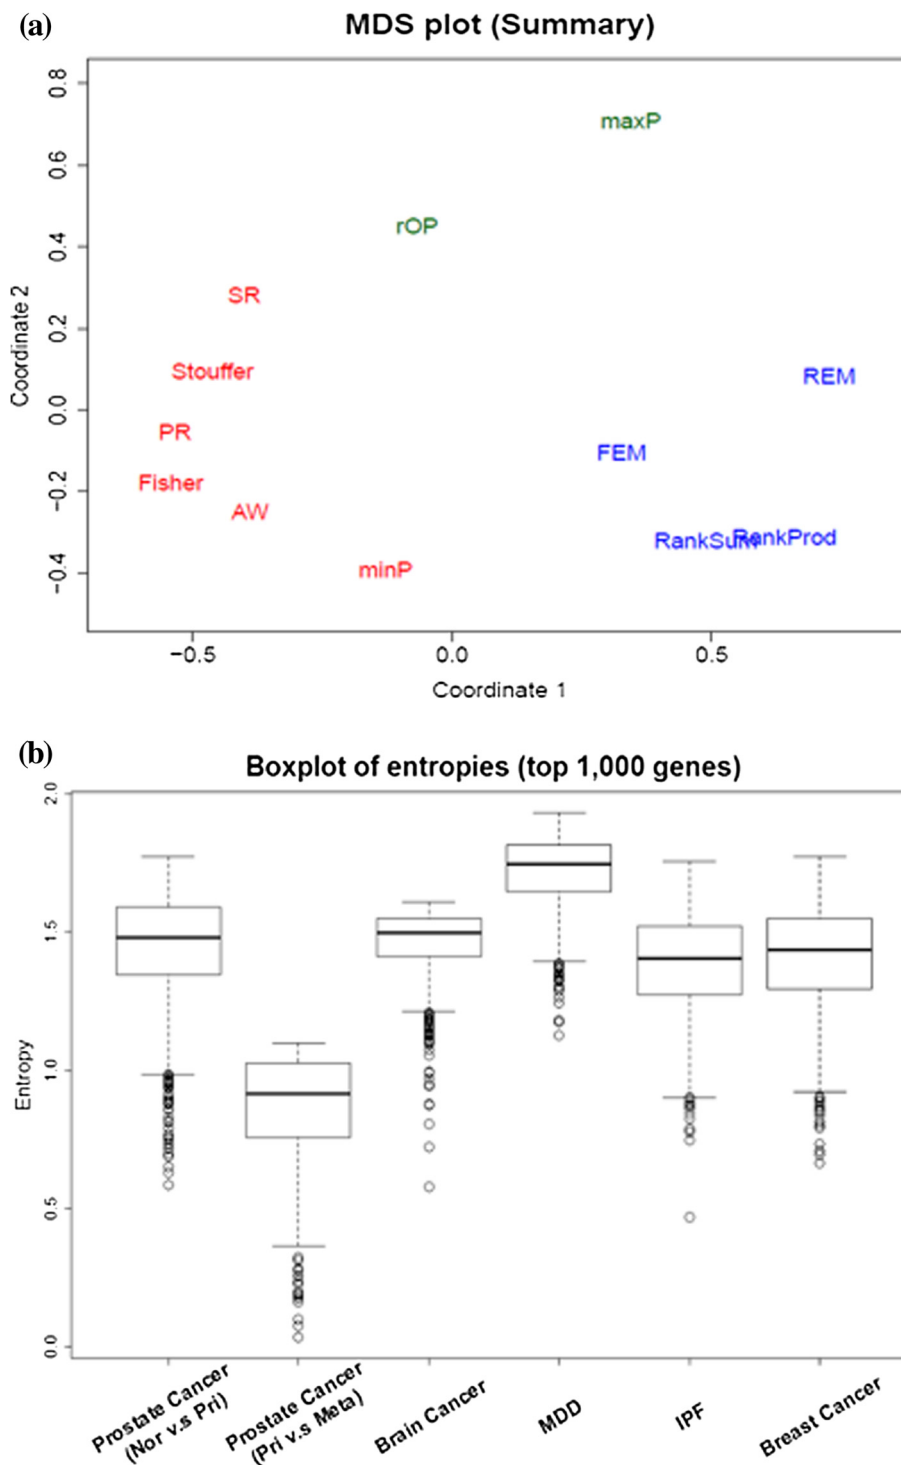 (a)
MDS plot (Summary)
0.8
0.6
0.4
0.2
0.0
−0.2
−0.4
Coordinate 2
maxP
rOP
SR
Stouffer
PR
Fisher
AW
minP
REM
FEM
RankSum
RankProd
−0.5
0.0
0.5
Coordinate 1
(b)
Boxplot of entropies (top 1,000 genes)
2.0
1.5
1.0
0.5
0.0
Entropy
Prostate Cancer
(Nor v.s Pri)
Prostate Cancer
(Pri v.s Meta)
Brain Cancer
MDD
IPF
Breast Cancer